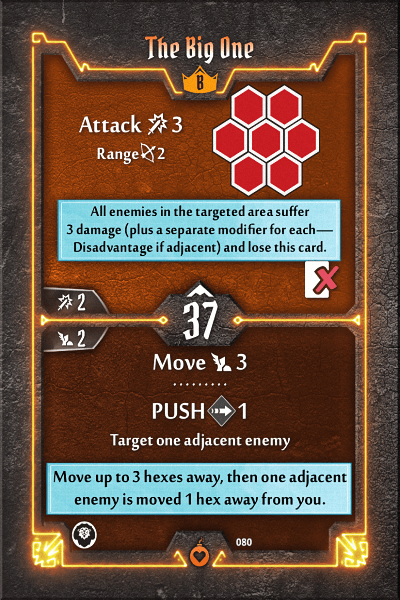 The Big One
B
Attack 3
Range 2
All enemies in the targeted area suffer
3 damage (plus a separate modifier for each—
Disadvantage if adjacent) and lose this card.
2
37
2
Move 3
PUSH 1
Target one adjacent enemy
Move up to 3 hexes away, then one adjacent
enemy is moved 1 hex away from you.
080